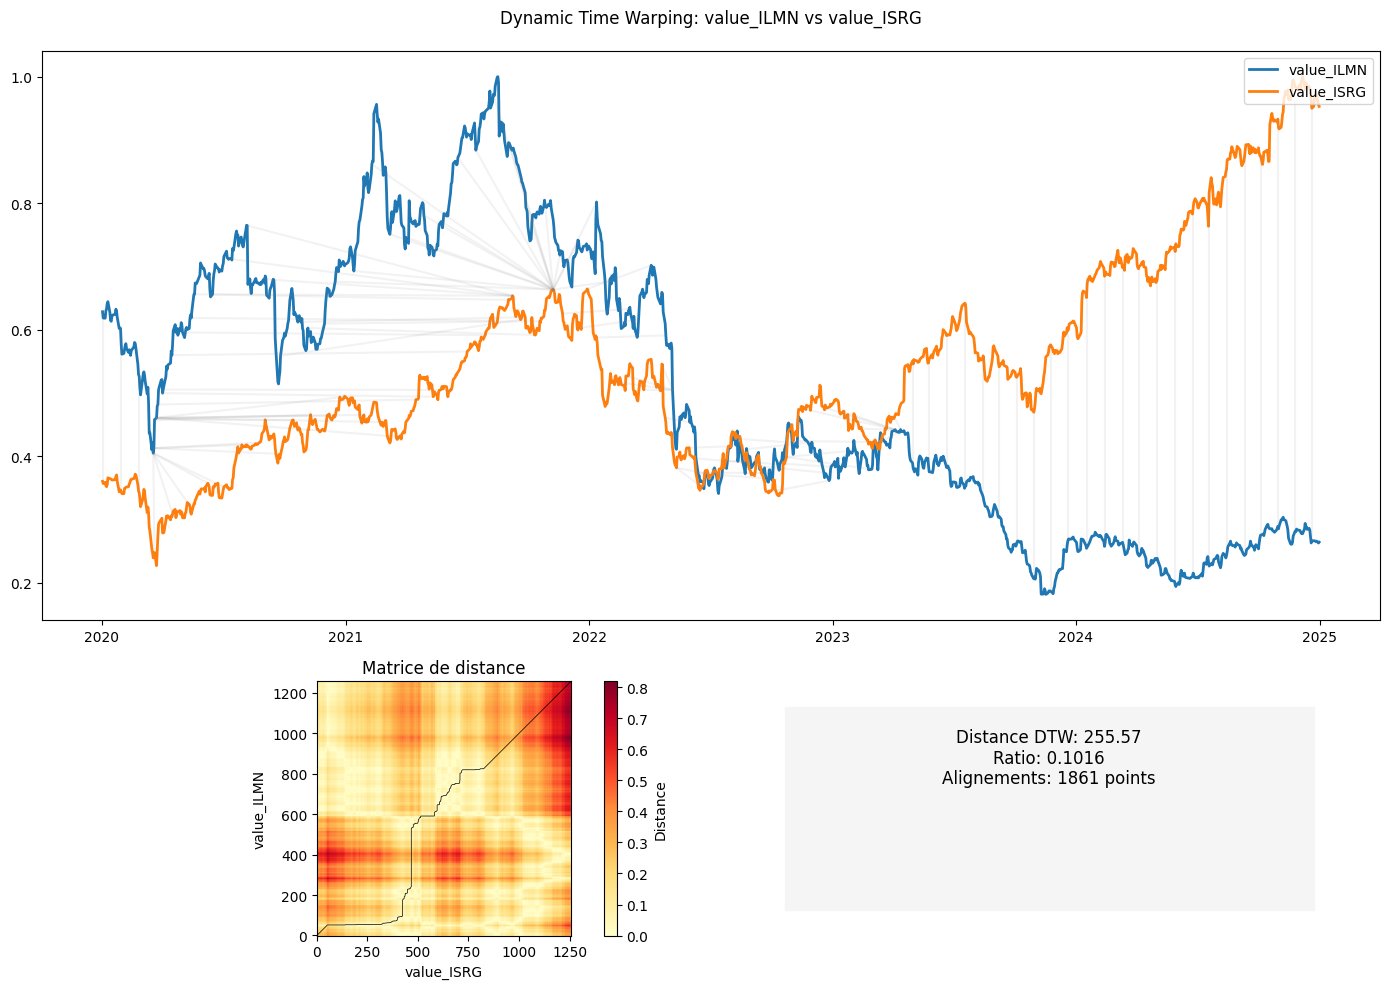 Dynamic Time Warping: value_ILMN vs value_ISRG
value_ILMN
value_ISRG
1.0
0.8
0.6
0.4
0.2
2020 2021 2022 2023 2024 2025
Matrice de distance
value_ILMN
1200
1000
800
600
400
200
0
0 250 500 750 1000 1250
value_ISRG
0.8
0.7
0.6
0.5
0.4
0.3
0.2
0.1
0.0
Distance
Distance DTW: 255.57
Ratio: 0.1016
Alignements: 1861 points